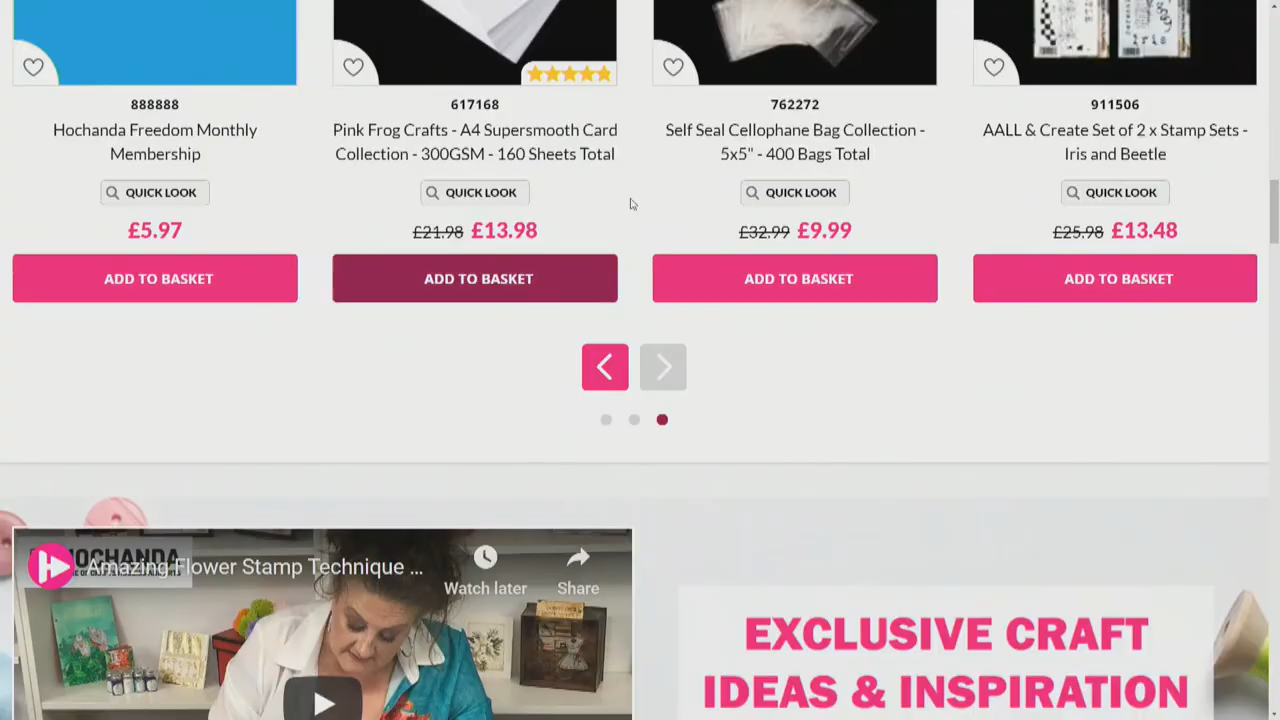 888888
Hochanda Freedom Monthly
Membership
QUICK LOOK
£5.97
ADD TO BASKET
617168
Pink Frog Crafts - A4 Supersmooth Card
Collection - 300GSM - 160 Sheets Total
QUICK LOOK
£21.98 £13.98
ADD TO BASKET
762272
Self Seal Cellophane Bag Collection -
5x5" - 400 Bags Total
QUICK LOOK
£32.99 £9.99
ADD TO BASKET
911506
AALL & Create Set of 2 x Stamp Sets -
Iris and Beetle
QUICK LOOK
£25.98 £13.48
ADD TO BASKET
HOCHANDA
Amazing Flower Stamp Technique ...
Watch later
Share
EXCLUSIVE CRAFT
IDEAS & INSPIRATION